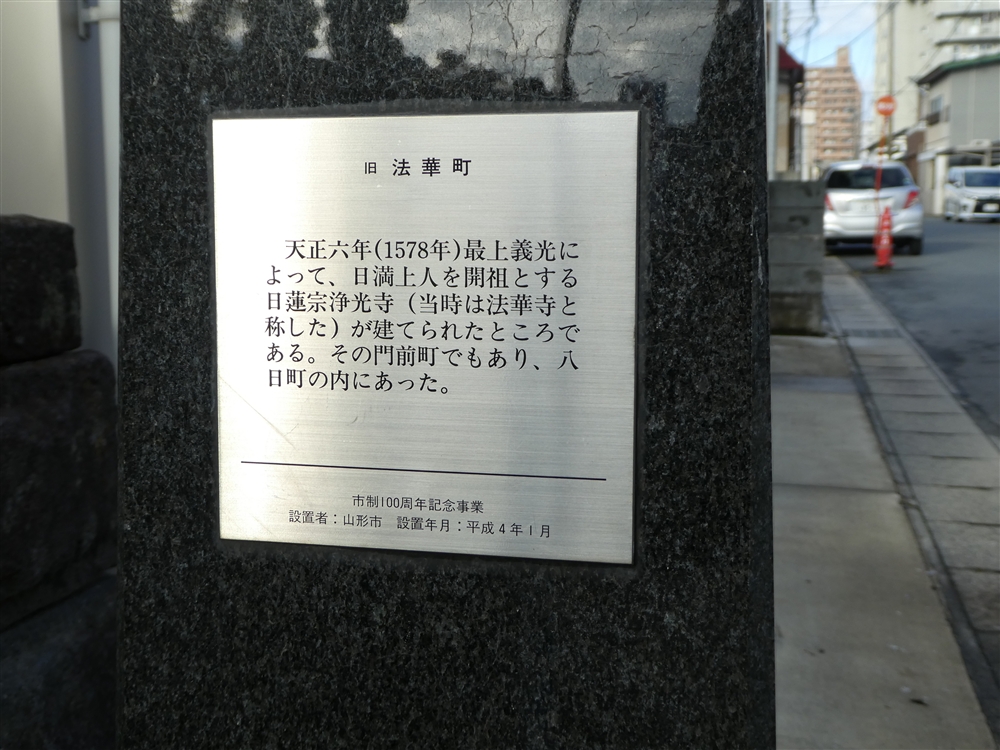 旧 法華町
天正六年(1578年)最上義光に
よって、日満上人を開祖とする
日蓮宗浄光寺（当時は法華寺と
称した）が建てられたところで
ある。その門前町でもあり、八
日町の内にあった。
市制100周年記念事業
設置者：山形市　設置年月：平成4年1月